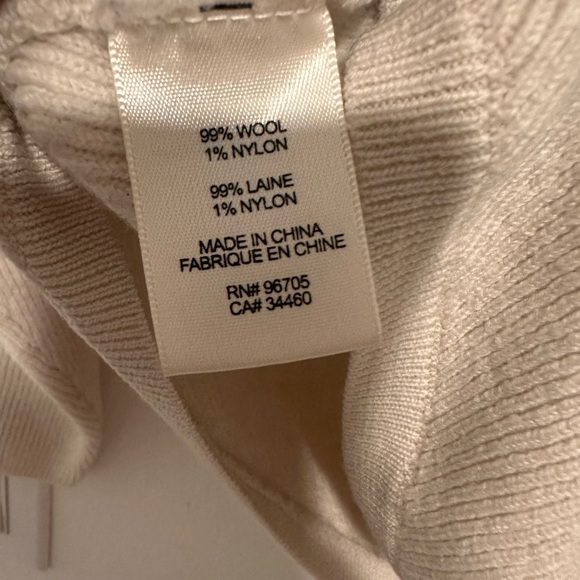 99% WOOL
1% NYLON
99% LAINE
1% NYLON
MADE IN CHINA
FABRIQUE EN CHINE
RN# 96705
CA# 34460